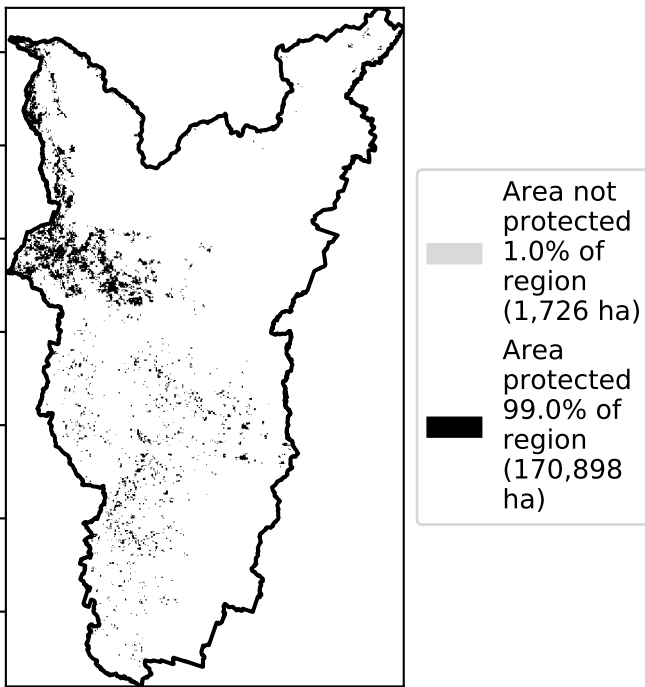 Area not
protected
1.0% of
region
(1,726 ha)
Area
protected
99.0% of
region
(170,898
ha)